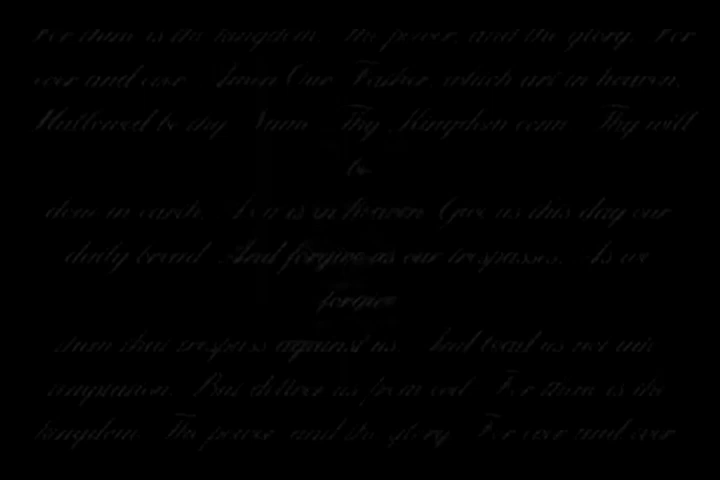 For thine is the kingdom. The power, and the glory. For
ever and ever. Amen Our Father, which art in heaven.
Hallowed be thy Name. Thy Kingdom come. Thy will
be
done in earth. As it is in heaven. Give us this day our
daily bread. And forgive us our trespasses. As we
forgive
them that trespass against us. And lead us not into
temptation. But deliver us from evil. For thine is the
kingdom. The power and the glory. For ever and ever